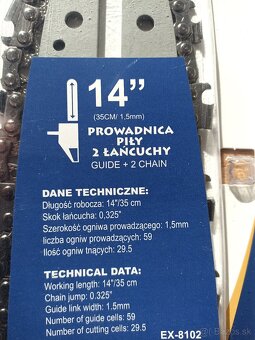 14”
(35CM/ 1,5mm)
PROWADNICA
PIŁY
2 ŁAŃCUCHY
GUIDE + 2 CHAIN
DANE TECHNICZNE:
Długość robocza: 14"/35 cm
Skok łańcucha: 0,325"
Szerokość ogniwa prowadzącego: 1,5mm
liczba ogniw prowadzących: 59
Ilość ogniw tnących: 29.5
TECHNICAL DATA:
Working length: 14"/35 cm
Chain jump: 0.325"
Guide link width: 1.5mm
Number of guide cells: 59
Number of cutting cells: 29.5
EX-8102